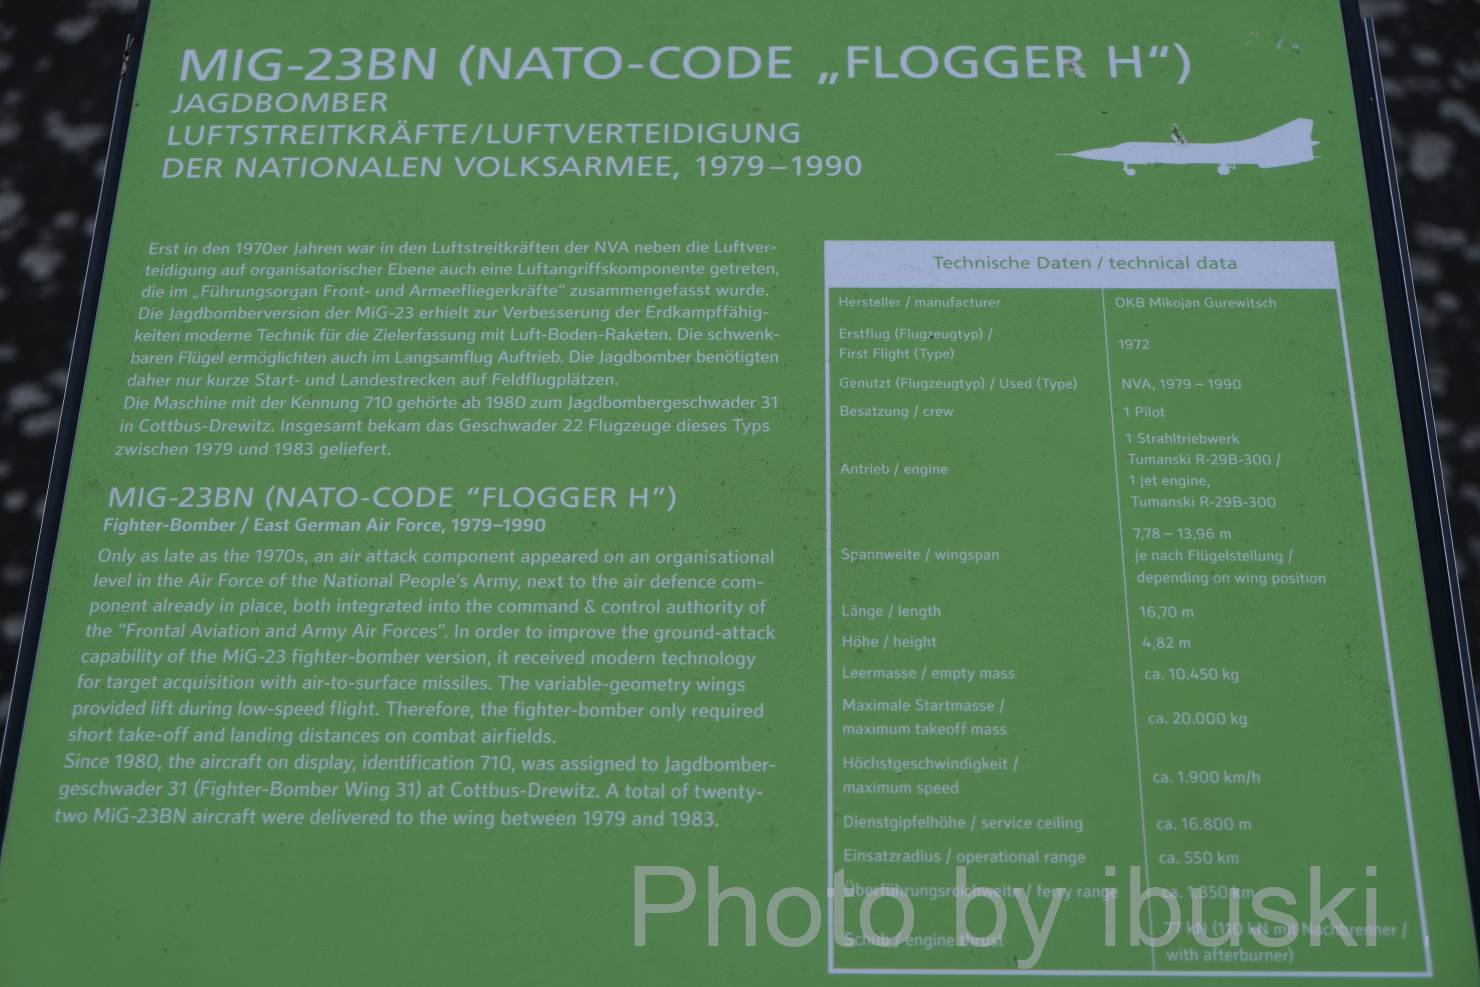 MIG-23BN (NATO-CODE „FLOGGER H“)
JAGDBOMBER
LUFTSTREITKRÄFTE/LUFTVERTEIDIGUNG
DER NATIONALEN VOLKSARMEE, 1979–1990
Erst in den 1970er Jahren war in den Luftstreitkräften der NVA neben die Luftver-
teidigung auf organisatorischer Ebene auch eine Luftangriffskomponente getreten,
die im „Führungsorgan Front- und Armeefliegerkräfte“ zusammengefasst wurde.
Die Jagdbomberversion der MiG-23 erhielt zur Verbesserung der Erdkampffähig-
keiten moderne Technik für die Zielerfassung mit Luft-Boden-Raketen. Die schwenk-
baren Flügel ermöglichten auch im Langsamflug Auftrieb. Die Jagdbomber benötigten
daher nur kurze Start- und Landestrecken auf Feldflugplätzen.
Die Maschine mit der Kennung 710 gehörte ab 1980 zum Jagdbombergeschwader 31
in Cottbus-Drewitz. Insgesamt bekam das Geschwader 22 Flugzeuge dieses Typs
zwischen 1979 und 1983 geliefert.
MIG-23BN (NATO-CODE “FLOGGER H”)
Fighter-Bomber / East German Air Force, 1979–1990
Only as late as the 1970s, an air attack component appeared on an organisational
level in the Air Force of the National People's Army, next to the air defence com-
ponent already in place, both integrated into the command & control authority of
the “Frontal Aviation and Army Air Forces”. In order to improve the ground-attack
capability of the MiG-23 fighter-bomber version, it received modern technology
for target acquisition with air-to-surface missiles. The variable-geometry wings
provided lift during low-speed flight. Therefore, the fighter-bomber only required
short take-off and landing distances on combat airfields.
Since 1980, the aircraft on display, identification 710, was assigned to Jagdbomber-
geschwader 31 (Fighter-Bomber Wing 31) at Cottbus-Drewitz. A total of twenty-
two MiG-23BN aircraft were delivered to the wing between 1979 and 1983.
Technische Daten / technical data
Hersteller / manufacturer OKB Mikojan Gurewitsch
Erstflug (Flugzeugtyp) /
First Flight (Type) 1972
Genutzt (Flugzeugtyp) / Used (Type) NVA, 1979 – 1990
Besatzung / crew 1 Pilot
Antrieb / engine 1 Strahltriebwerk
Tumanski R-29B-300 /
1 jet engine,
Tumanski R-29B-300
Spannweite / wingspan 7,78 – 13,96 m
je nach Flügelstellung /
depending on wing position
Länge / length 16,70 m
Höhe / height 4,82 m
Leermasse / empty mass ca. 10.450 kg
Maximale Startmasse /
maximum takeoff mass ca. 20.000 kg
Höchstgeschwindigkeit /
maximum speed ca. 1.900 km/h
Dienstgipfelhöhe / service ceiling ca. 16.800 m
Einsatzradius / operational range ca. 550 km
Überführungsreichweite / ferry range ca. 1.350 km
Schub / engine thrust 77 kN (110 kN mit Nachbrenner /
with afterburner)
Photo by ibuski